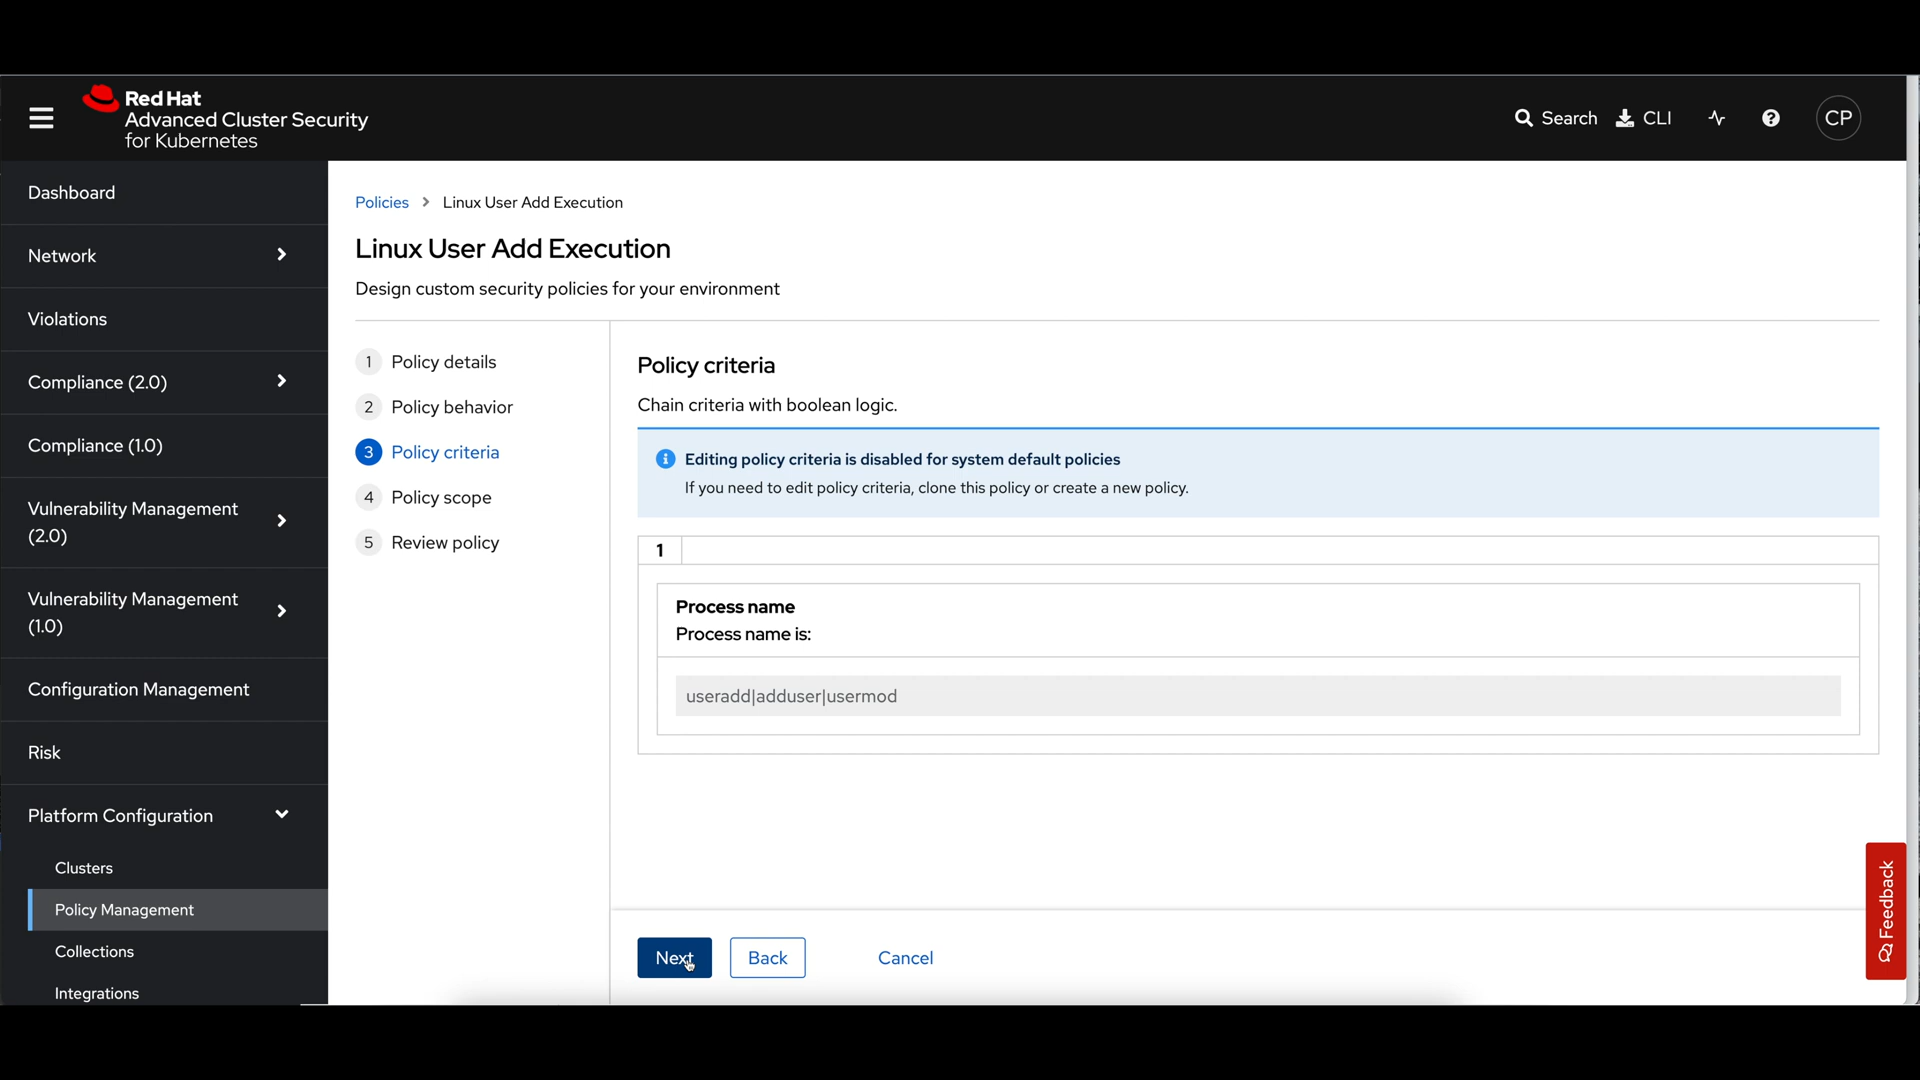 Red Hat
Advanced Cluster Security
for Kubernetes
Search
CLI
CP
Dashboard
Network
Violations
Compliance (2.0)
Compliance (1.0)
Vulnerability Management
(2.0)
Vulnerability Management
(1.0)
Configuration Management
Risk
Platform Configuration
Clusters
Policy Management
Collections
Integrations
Policies > Linux User Add Execution
Linux User Add Execution
Design custom security policies for your environment
1 Policy details
2 Policy behavior
3 Policy criteria
4 Policy scope
5 Review policy
Policy criteria
Chain criteria with boolean logic.
Editing policy criteria is disabled for system default policies
If you need to edit policy criteria, clone this policy or create a new policy.
1
Process name
Process name is:
useradd|adduser|usermod
Next
Back
Cancel
Feedback